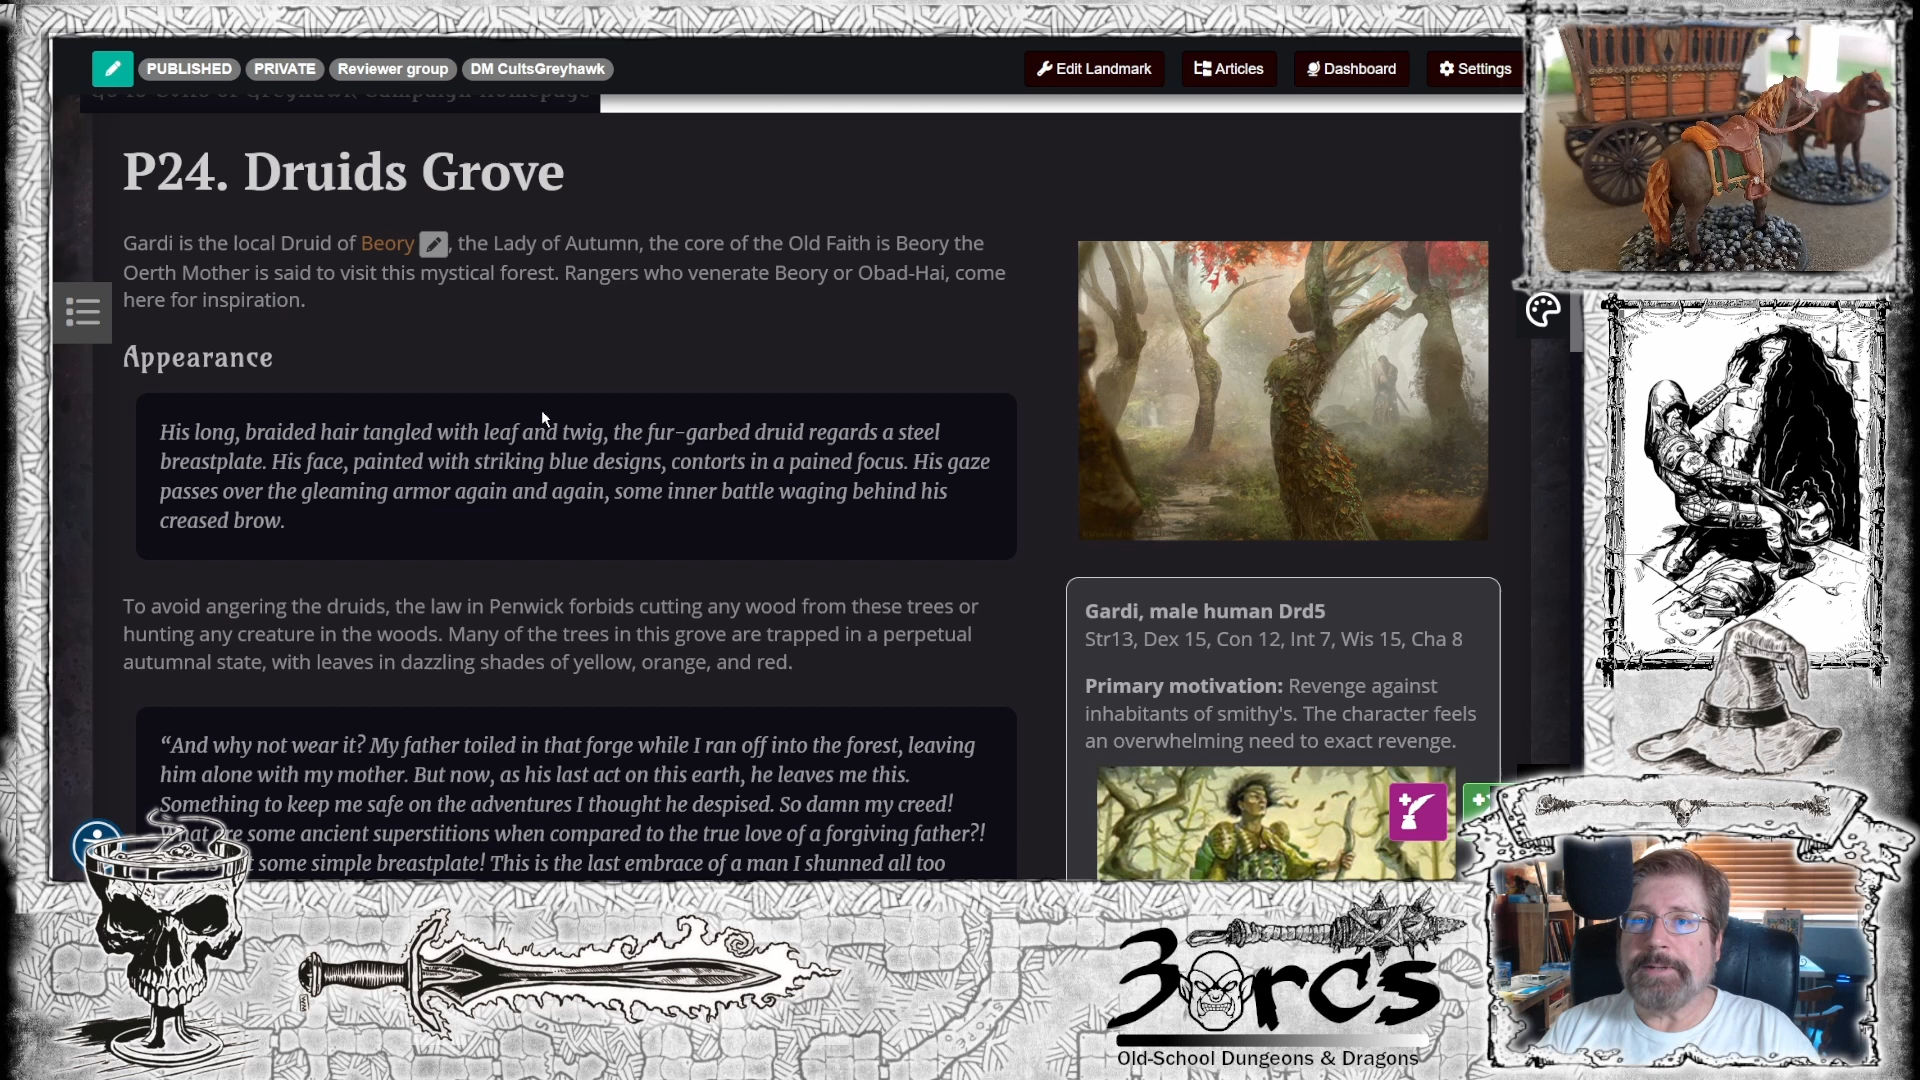 PUBLISHED PRIVATE Reviewer group DM CultsGreyhawk
Edit Landmark Articles Dashboard Settings
P24. Druids Grove
Gardi is the local Druid of Beory , the Lady of Autumn, the core of the Old Faith is Beory the
Oerth Mother is said to visit this mystical forest. Rangers who venerate Beory or Obad-Hai, come
here for inspiration.
Appearance
His long, braided hair tangled with leaf and twig, the fur-garbed druid regards a steel
breastplate. His face, painted with striking blue designs, contorts in a pained focus. His gaze
passes over the gleaming armor again and again, some inner battle waging behind his
creased brow.
To avoid angering the druids, the law in Penwick forbids cutting any wood from these trees or
hunting any creature in the woods. Many of the trees in this grove are trapped in a perpetual
autumnal state, with leaves in dazzling shades of yellow, orange, and red.
“And why not wear it? My father toiled in that forge while I ran off into the forest, leaving
him alone with my mother. But now, as his last act on this earth, he leaves me this.
Something to keep me safe on the adventures I thought he despised. So damn my creed!
What are some ancient superstitions when compared to the true love of a forgiving father?!
some simple breastplate! This is the last embrace of a man I shunned all too
Gardi, male human Drd5
Str13, Dex 15, Con 12, Int 7, Wis 15, Cha 8
Primary motivation: Revenge against
inhabitants of smithy's. The character feels
an overwhelming need to exact revenge.
3 Orcs
Old-School Dungeons & Dragons